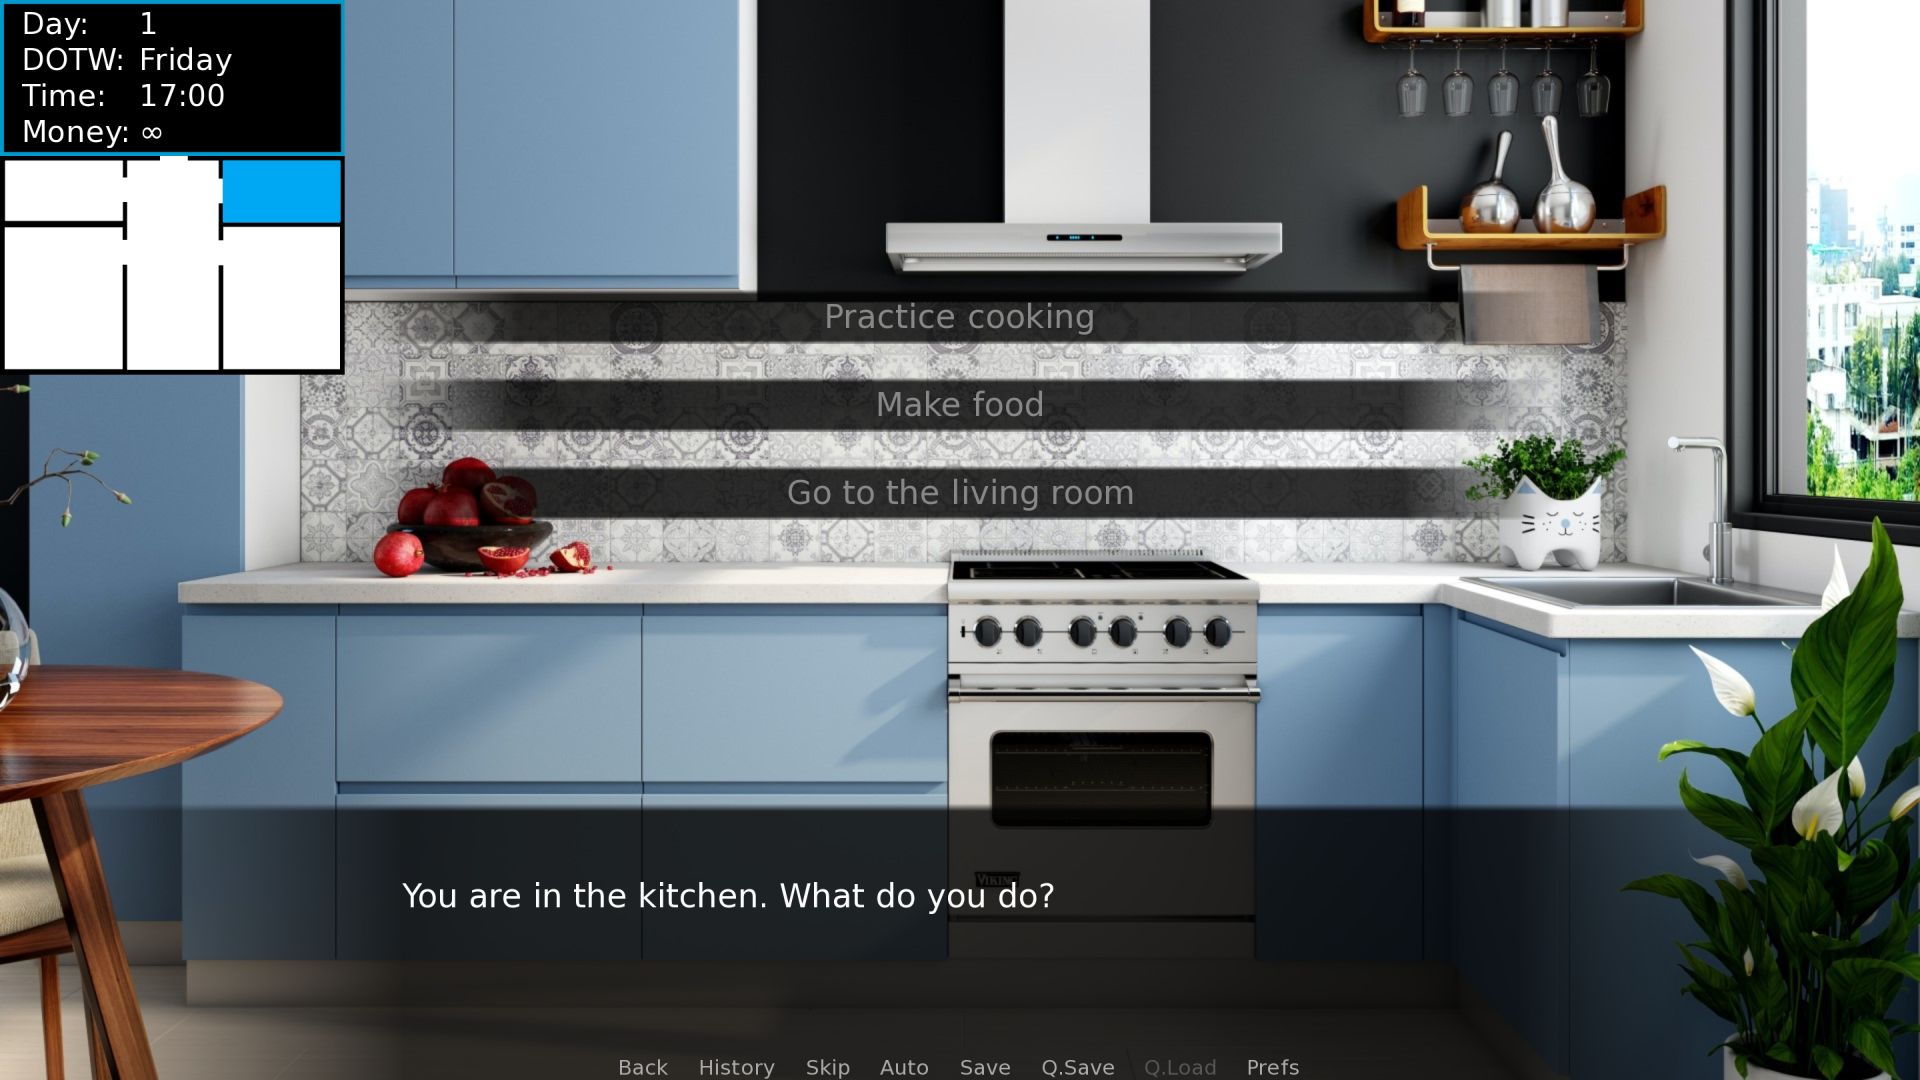 Day: 1
DOTW: Friday
Time: 17:00
Money: ∞
Practice cooking
Make food
Go to the living room
VIKING
You are in the kitchen. What do you do?
Back History Skip Auto Save Q.Save Q.Load Prefs